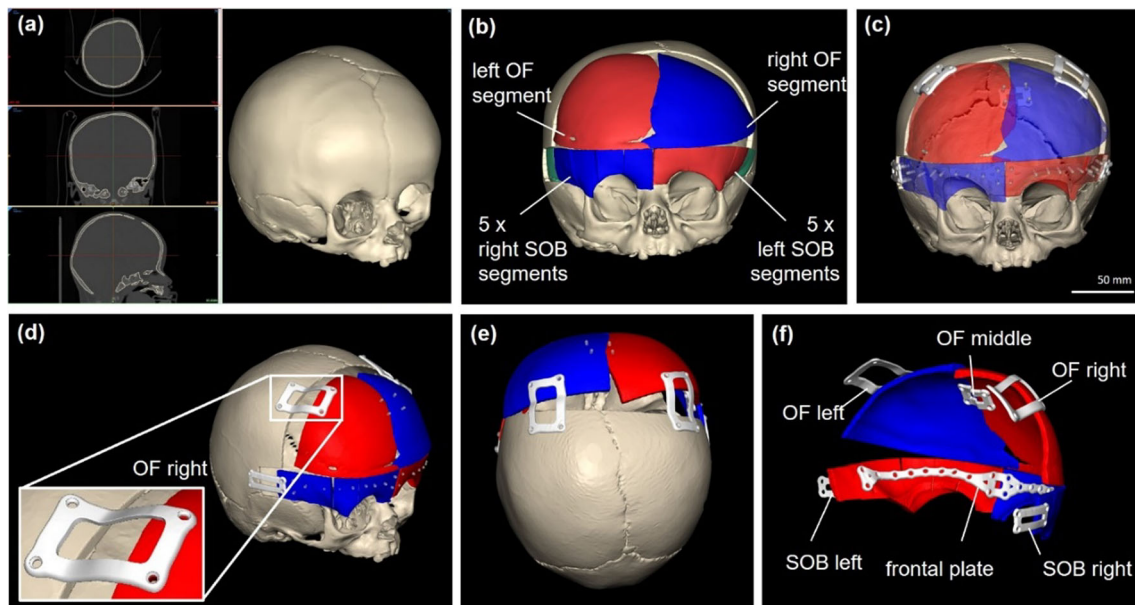 (a)
(b)
left OF
segment
right OF
segment
5 x
right SOB
segments
5 x
left SOB
segments
(c)
50 mm
(d)
OF right
(e)
(f)
OF middle
OF right
OF left
SOB left
frontal plate
SOB right